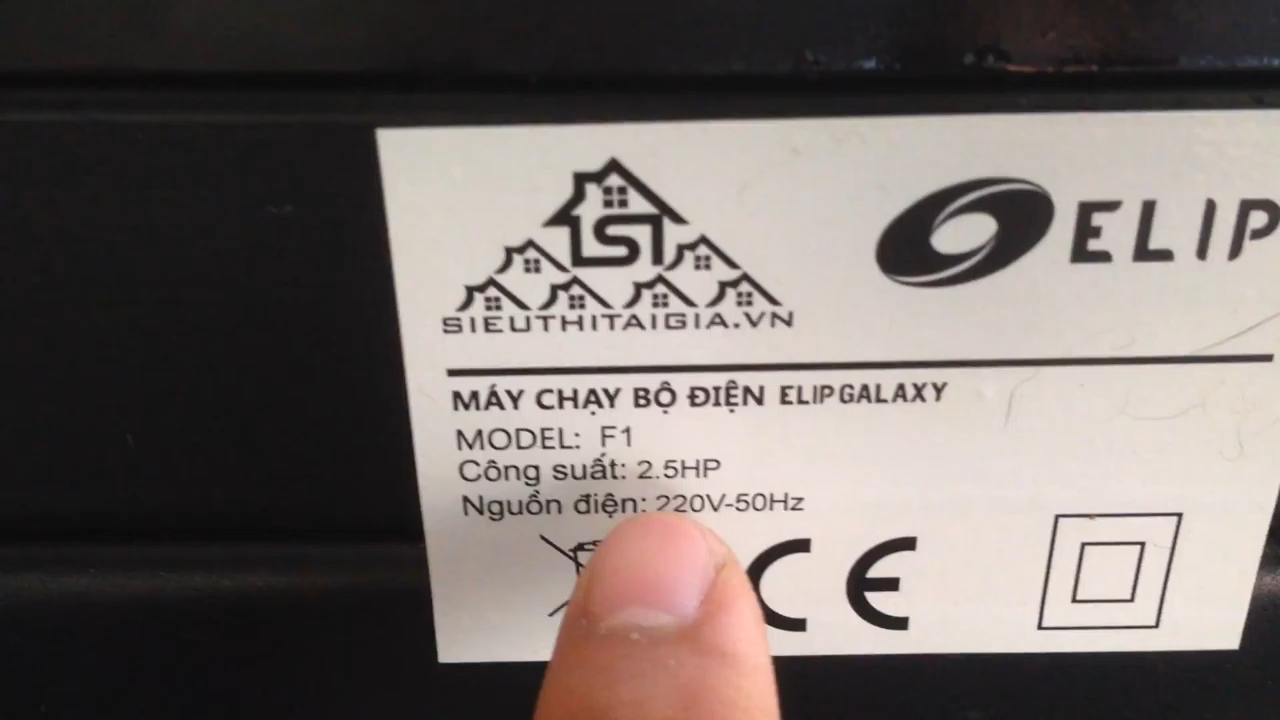 SIEUTHITAIGIA.VN
ELIP
MÁY CHẠY BỘ ĐIỆN ELIPGALAXY
MODEL: F1
Công suất: 2.5HP
Nguồn điện: 220V-50Hz
CE